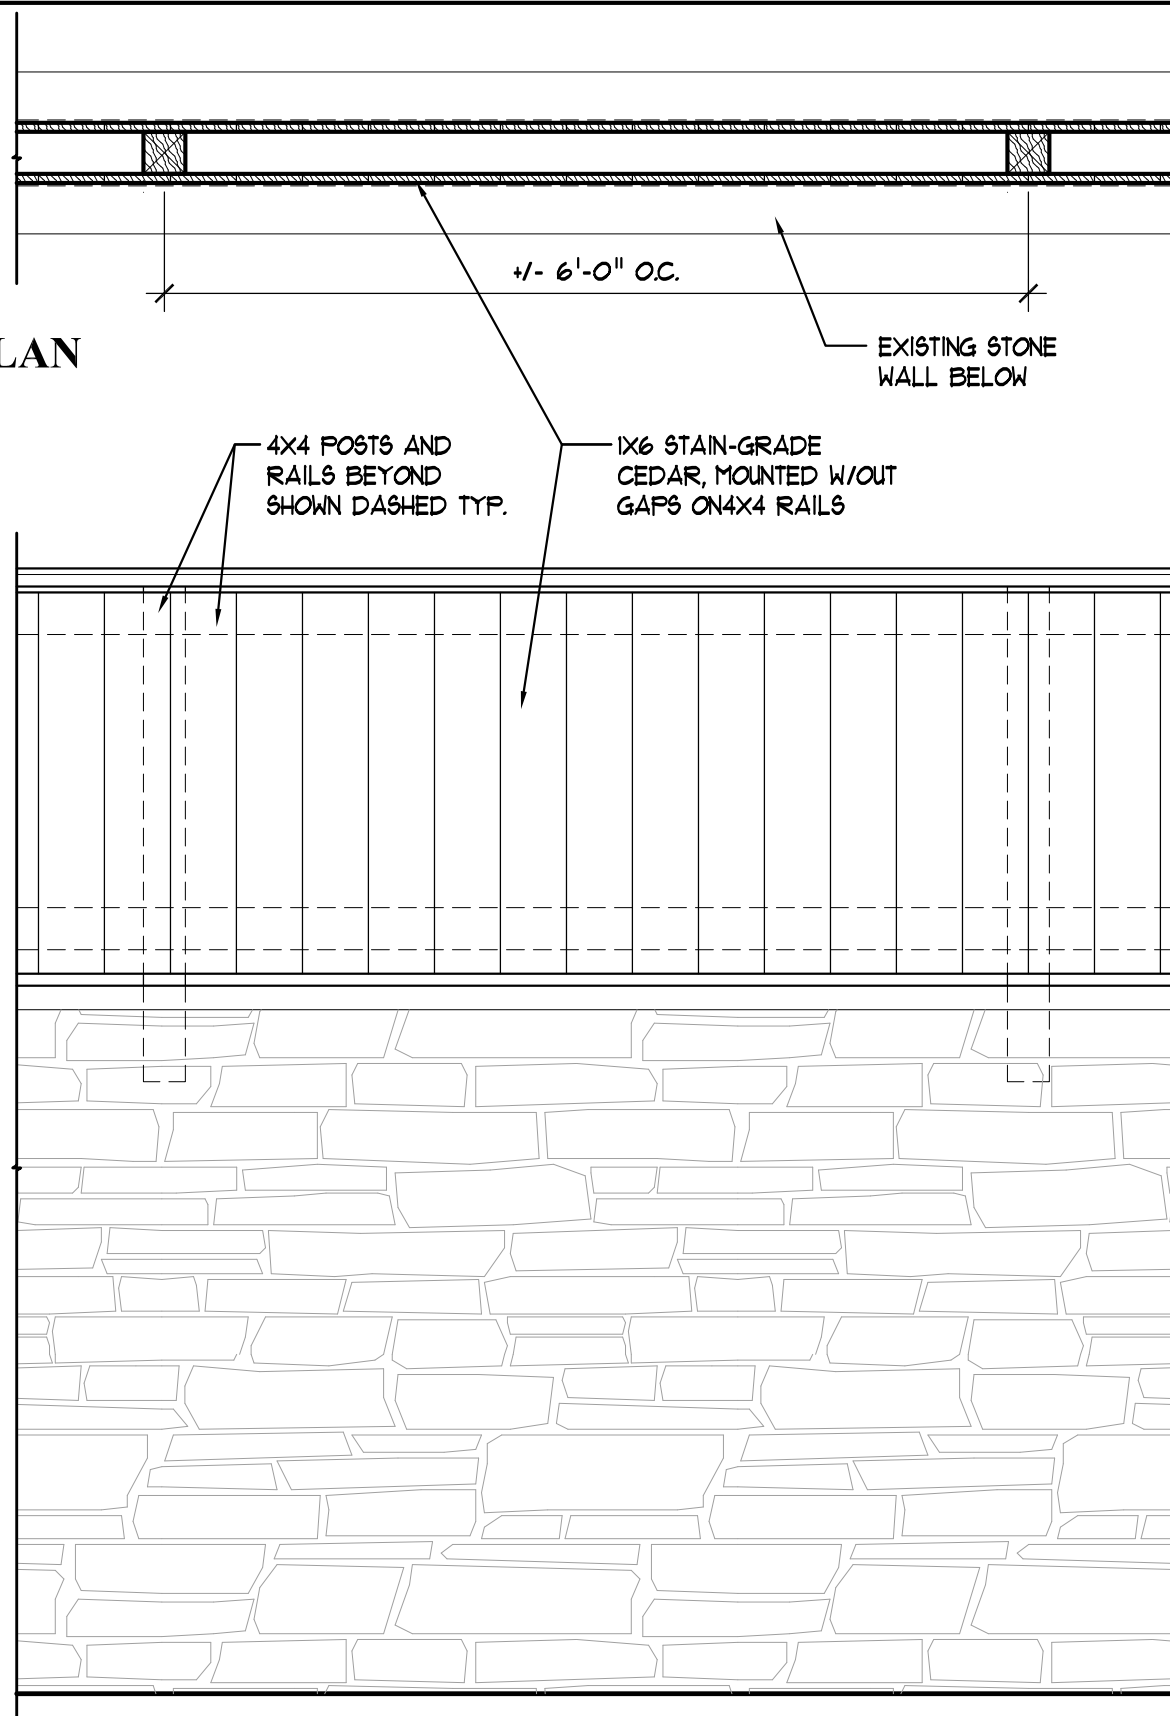 +/- 6'-0" O.C.
LAN
EXISTING STONE
WALL BELOW
4X4 POSTS AND
RAILS BEYOND
SHOWN DASHED TYP.
1X6 STAIN-GRADE
CEDAR, MOUNTED W/OUT
GAPS ON4X4 RAILS